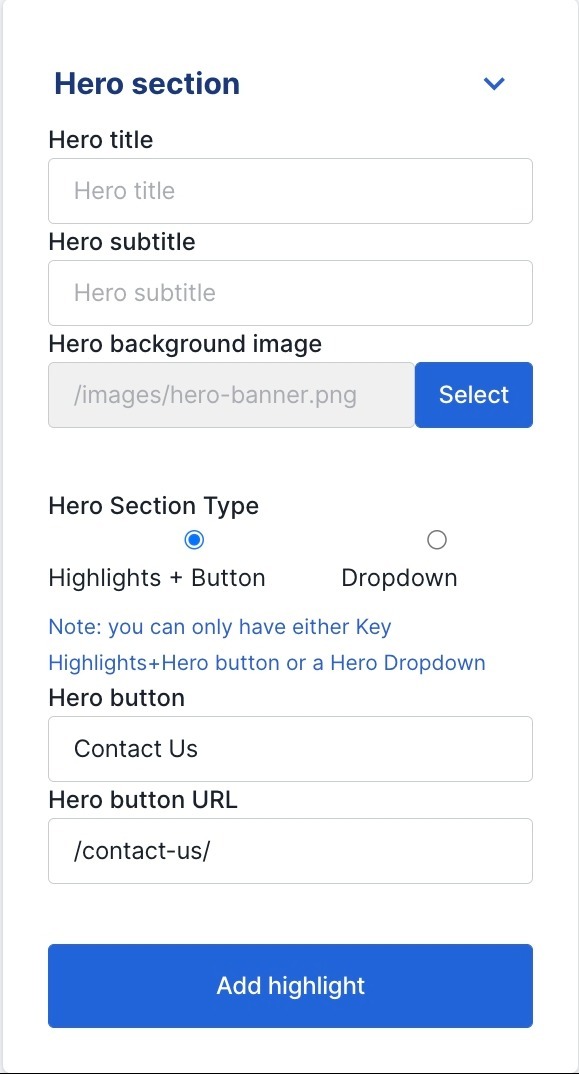 Hero section
Hero title
Hero title
Hero subtitle
Hero subtitle
Hero background image
/images/hero-banner.png
Select
Hero Section Type
Highlights + Button
Dropdown
Note: you can only have either Key
Highlights+Hero button or a Hero Dropdown
Hero button
Contact Us
Hero button URL
/contact-us/
Add highlight